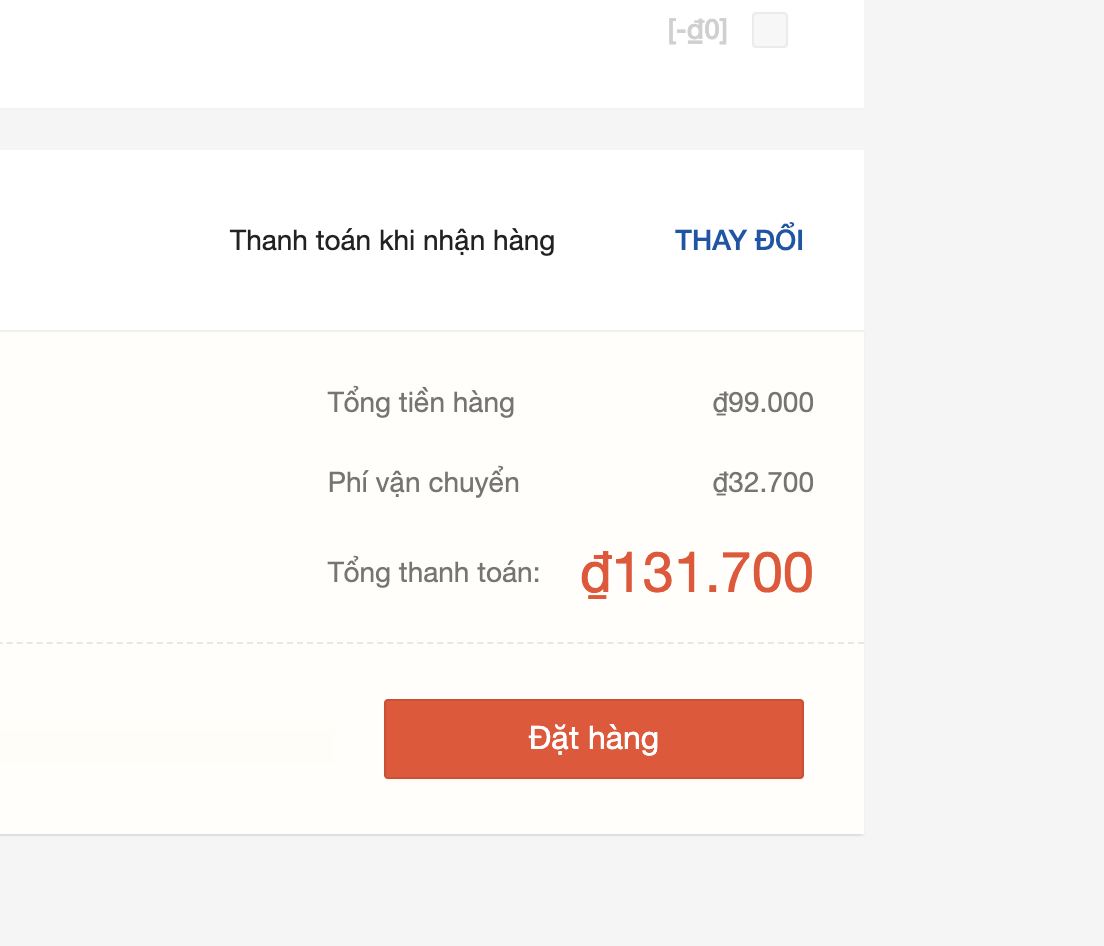 [-₫0]
Thanh toán khi nhận hàng THAY ĐỔI
Tổng tiền hàng ₫99.000
Phí vận chuyển ₫32.700
Tổng thanh toán: ₫131.700
Đặt hàng